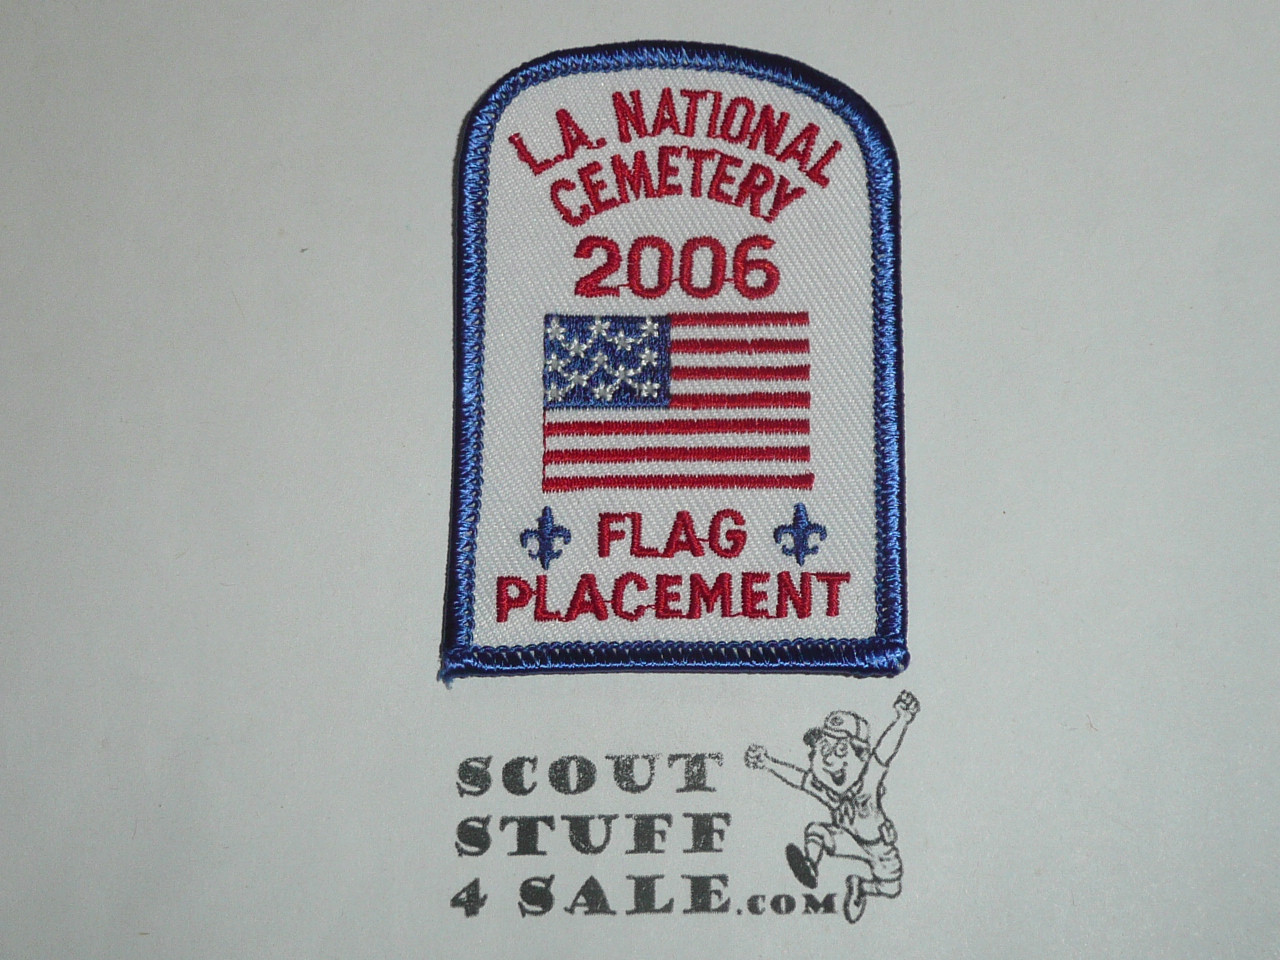 L.A. NATIONAL
CEMETERY
2006
FLAG
PLACEMENT
SCOUT
STUFF
4 SALE.COM